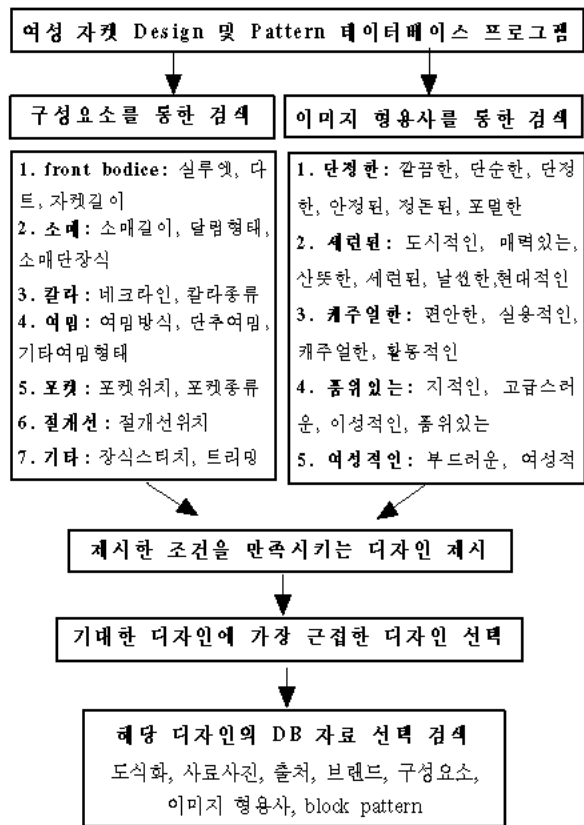 여성 자켓 Design 및 Pattern 데이터베이스 프로그램
구성요소를 통한 검색
1. front bodice: 실루엣, 다
트, 자켓길이
2. 소매: 소매길이, 달림형태,
소매단장식
3. 칼라: 네크라인, 칼라종류
4. 여밈: 여밈방식, 단추여밈,
기타여밈형태
5. 포켓: 포켓위치, 포켓종류
6. 절개선: 절개선위치
7. 기타: 장식스티치, 트리밍
이미지 형용사를 통한 검색
1. 단정한: 깔끔한, 단순한, 단정
한, 안정된, 정돈된, 포멀한
2. 세련된: 도시적인, 매력있는,
산뜻한, 세련된, 날씬한,현대적인
3. 캐주얼한: 편안한, 실용적인,
캐주얼한, 활동적인
4. 품위있는: 지적인, 고급스러
운, 이성적인, 품위있는
5. 여성적인: 부드러운, 여성적
제시한 조건을 만족시키는 디자인 제시
기대한 디자인에 가장 근접한 디자인 선택
해당 디자인의 DB 자료 선택 검색
도식화, 사료사진, 출처, 브랜드, 구성요소,
이미지 형용사, block pattern